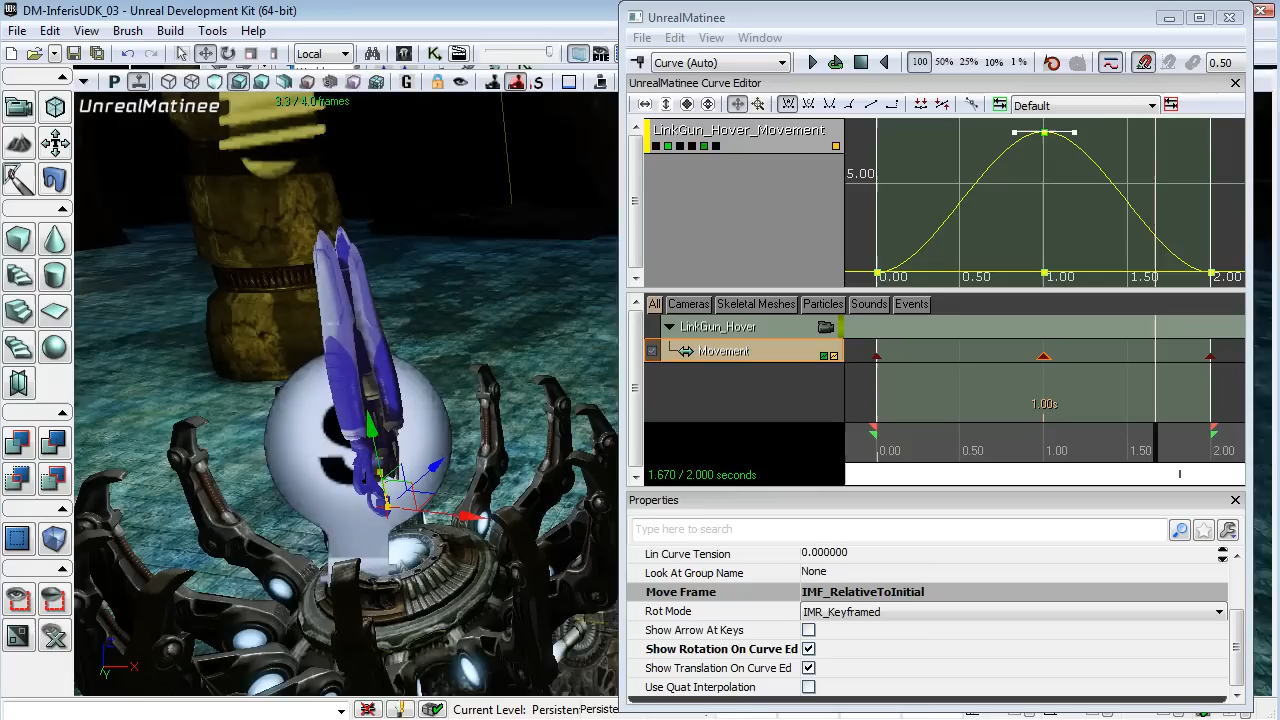 DM-InferisUDK_03 - Unreal Development Kit (64-bit)
File Edit View Brush Build Tools Help
Local
P G S
UnrealMatinee
3.3 / 4.0 frames
S
Z X Y
Current Level: Persisten Persiste
UnrealMatinee
File Edit View Window
Curve (Auto) 100 50% 25% 10% 1% 0.50
UnrealMatinee Curve Editor
Default
LinkGun_Hover_Movement
5.00
0.00 0.50 1.00 1.50 2.00
All Cameras Skeletal Meshes Particles Sounds Events
LinkGun_Hover
Movement
1.00s
0.00 0.50 1.00 2.00
1.670 / 2.000 seconds
Properties
Type here to search
Lin Curve Tension 0.000000
Look At Group Name None
Move Frame IMF_RelativeToInitial
Rot Mode IMR_Keyframed
Show Arrow At Keys
Show Rotation On Curve Ed
Show Translation On Curve Ed
Use Quat Interpolation